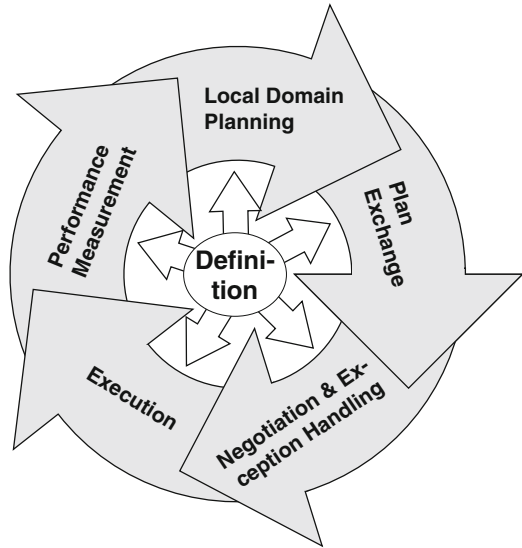 Local Domain
Planning
Plan
Exchange
Negotiation & Ex-
ception Handling
Execution
Performance
Measurement
Defini-
tion